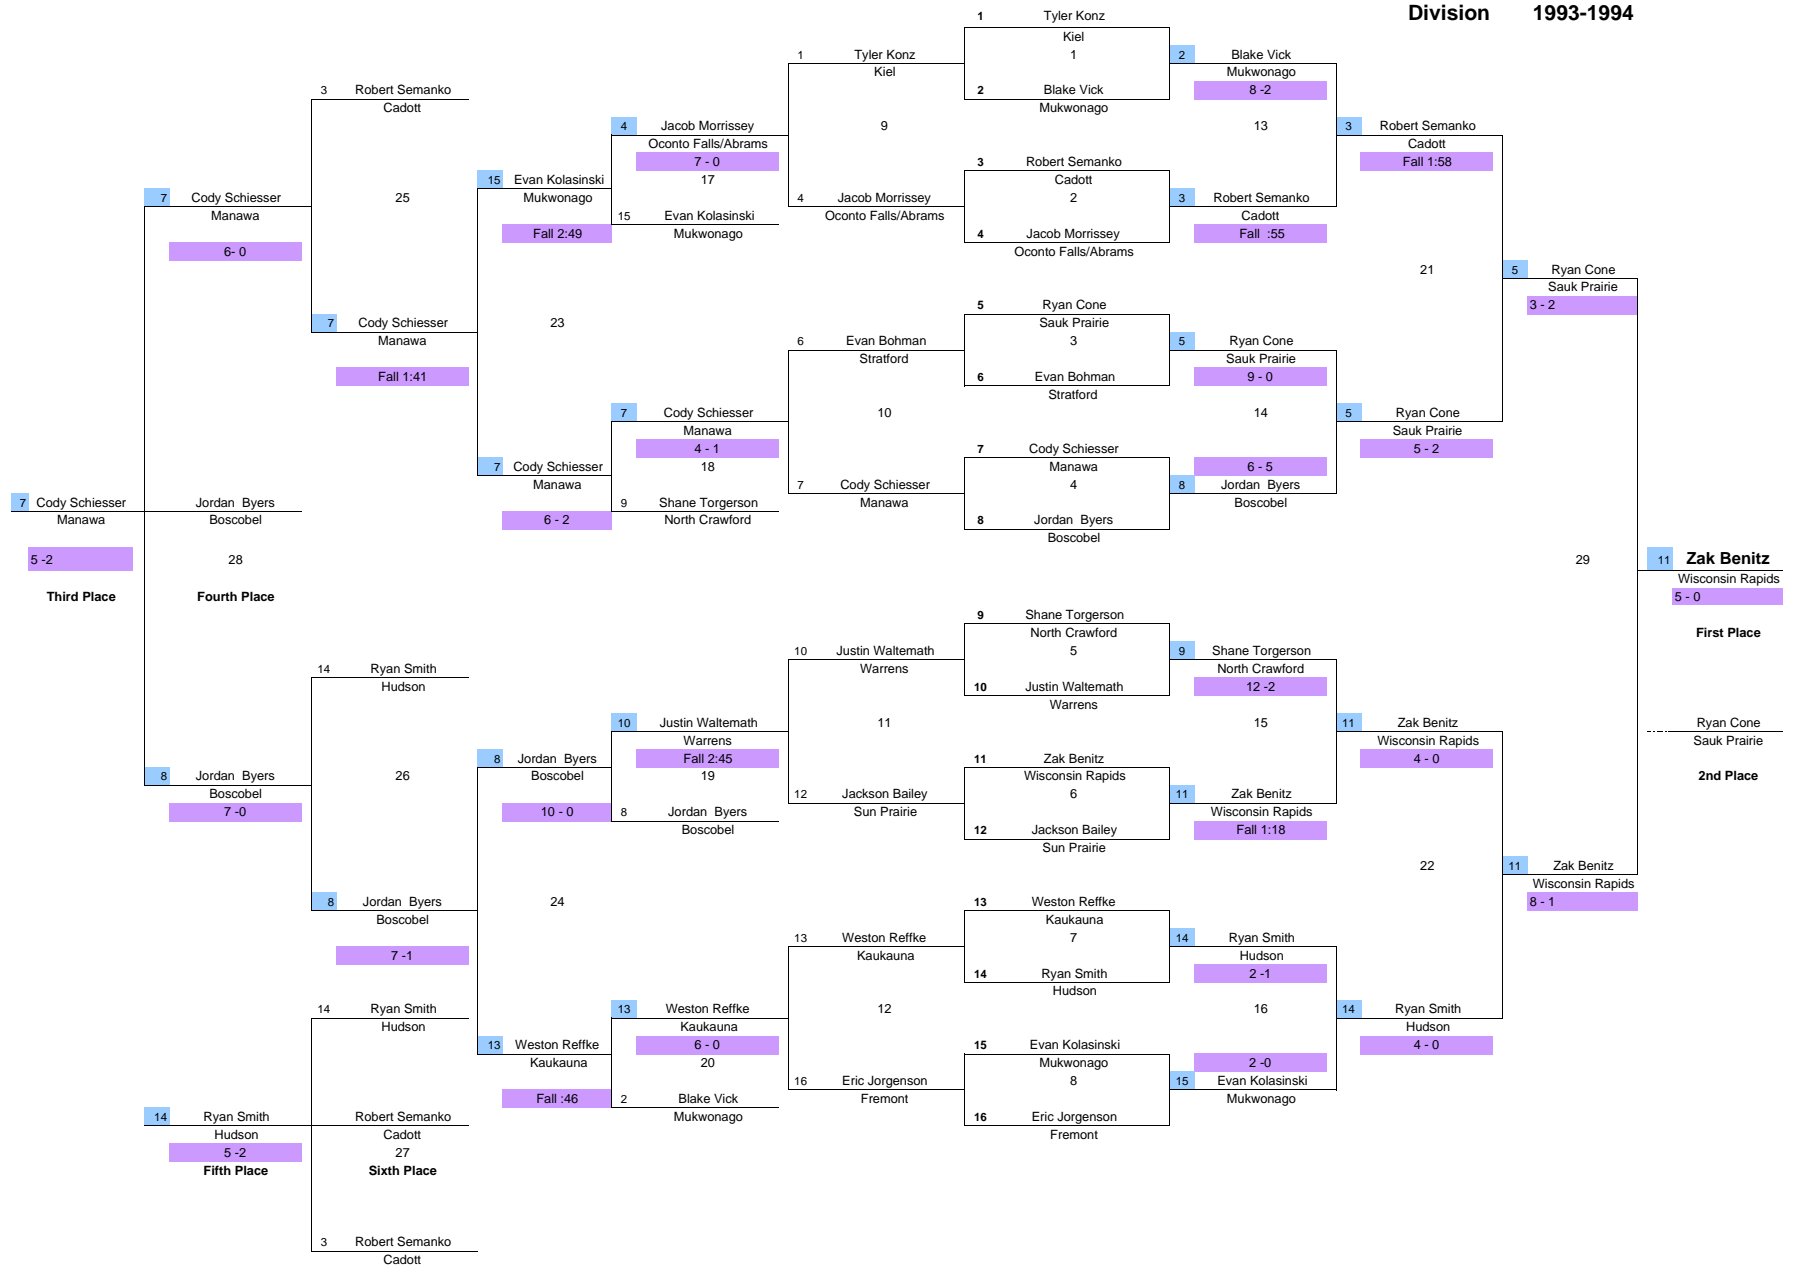 Division 1993-1994
1 Tyler Konz
Kiel
1 Tyler Konz 1 2 Blake Vick
Kiel Mukwonago
3 Robert Semanko 2 Blake Vick 8 -2
Cadott Mukwonago
4 Jacob Morrissey 9 13 3 Robert Semanko
Oconto Falls/Abrams Cadott
7 - 0 3 Robert Semanko Fall 1:58
15 Evan Kolasinski 17 Cadott
7 Cody Schiesser Mukwonago 25 4 Jacob Morrissey 2 3 Robert Semanko
Manawa 15 Evan Kolasinski Oconto Falls/Abrams Cadott
Fall 2:49 Mukwonago 4 Jacob Morrissey Fall :55
6- 0 Oconto Falls/Abrams
21 5 Ryan Cone
Sauk Prairie
5 Ryan Cone 3 - 2
7 Cody Schiesser 23 Sauk Prairie
Manawa 6 Evan Bohman 3 5 Ryan Cone
Stratford Sauk Prairie
Fall 1:41 6 Evan Bohman 9 - 0
Stratford
7 Cody Schiesser 10 14 5 Ryan Cone
Manawa Sauk Prairie
4 - 1 7 Cody Schiesser 5 - 2
7 Cody Schiesser 18 Manawa 6 - 5
Manawa 7 Cody Schiesser 4 8 Jordan Byers
7 Cody Schiesser Jordan Byers 9 Shane Torgerson Manawa Boscobel
Manawa Boscobel 6 - 2 North Crawford 8 Jordan Byers
Boscobel
5 -2 28 29 11 Zak Benitz
Wisconsin Rapids
Third Place Fourth Place 5 - 0
9 Shane Torgerson
North Crawford First Place
10 Justin Waltemath 5 9 Shane Torgerson
14 Ryan Smith Warrens North Crawford
Hudson 10 Justin Waltemath 12 -2
Warrens
10 Justin Waltemath 11 15 11 Zak Benitz Ryan Cone
Warrens Wisconsin Rapids Sauk Prairie
8 Jordan Byers Fall 2:45 11 Zak Benitz 4 - 0
8 Jordan Byers 26 Boscobel 19 Wisconsin Rapids 2nd Place
Boscobel 12 Jackson Bailey 6 11 Zak Benitz
7 -0 10 - 0 8 Jordan Byers Sun Prairie Wisconsin Rapids
Boscobel 12 Jackson Bailey Fall 1:18
Sun Prairie
22 11 Zak Benitz
Wisconsin Rapids
8 Jordan Byers 24 13 Weston Reffke 8 - 1
Boscobel Kaukauna
13 Weston Reffke 7 14 Ryan Smith
7 -1 Kaukauna Hudson
14 Ryan Smith 2 -1
Hudson
14 Ryan Smith 13 Weston Reffke 12 16 14 Ryan Smith
Hudson Kaukauna Hudson
13 Weston Reffke 6 - 0 15 Evan Kolasinski 4 - 0
Kaukauna 20 Mukwonago 2 -0
16 Eric Jorgenson 8 15 Evan Kolasinski
Fall :46 2 Blake Vick Fremont Mukwonago
14 Ryan Smith Robert Semanko Mukwonago 16 Eric Jorgenson
Hudson Cadott Fremont
5 -2 27
Fifth Place Sixth Place
3 Robert Semanko
Cadott